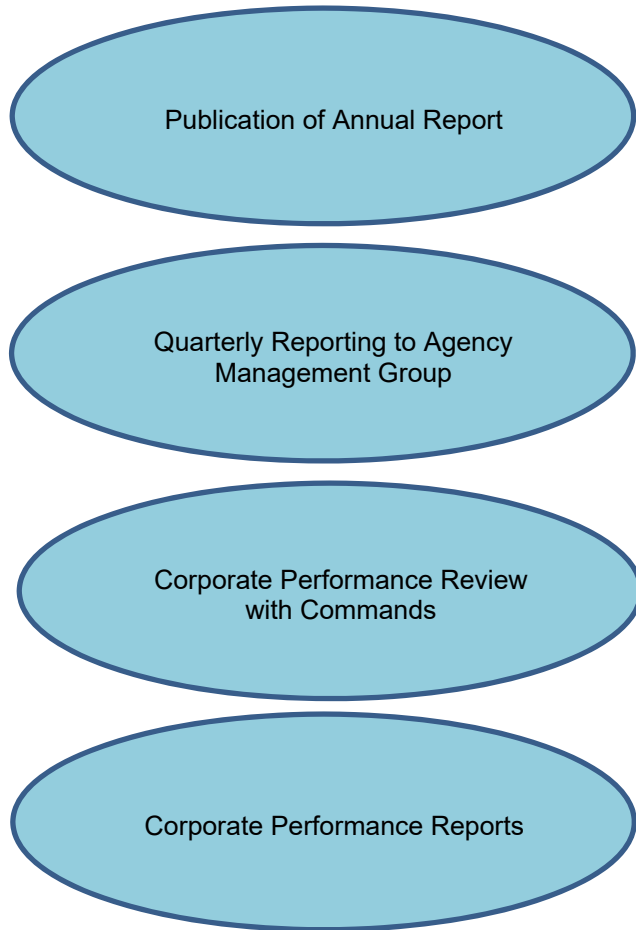 Publication of Annual Report
Quarterly Reporting to Agency
Management Group
Corporate Performance Review
with Commands
Corporate Performance Reports